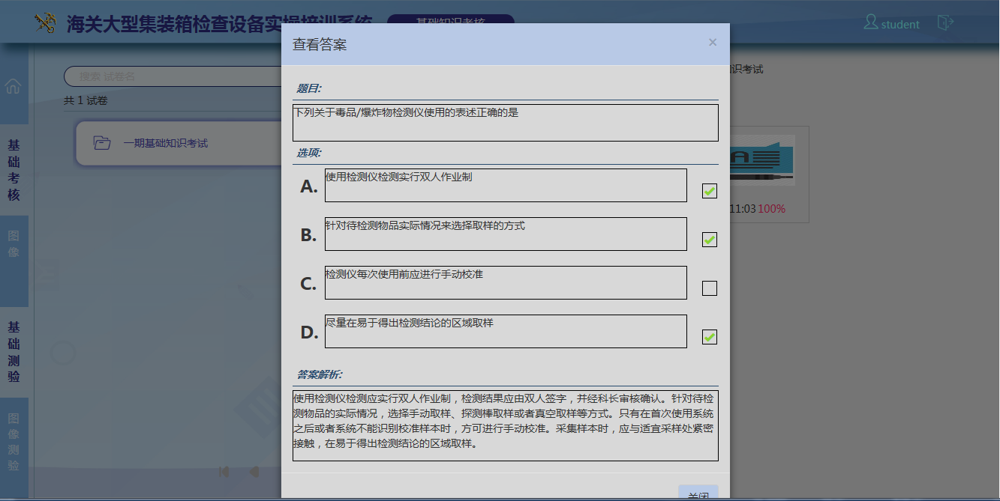 海关大型集装箱检查设备实操培训系统
基础知识考核
student
查看答案
×
搜索 试卷名
共 1 试卷
一期基础知识考试
识考试
11:03 100%
基础考核
图像
基础测验
图像测验
题目:
下列关于毒品/爆炸物检测仪使用的表述正确的是
选项:
A.
使用检测仪检测实行双人作业制
B.
针对待检测物品实际情况来选择取样的方式
C.
检测仪每次使用前应进行手动校准
D.
尽量在易于得出检测结论的区域取样
答案解析:
使用检测仪检测应实行双人作业制，检测结果应由双人签字，并经科长审核确认。针对待检
测物品的实际情况，选择手动取样、探测棒取样或者真空取样等方式。只有在首次使用系统
之后或者系统不能识别校准样本时，方可进行手动校准。采集样本时，应与适宜采样处紧密
接触，在易于得出检测结论的区域取样。
关闭